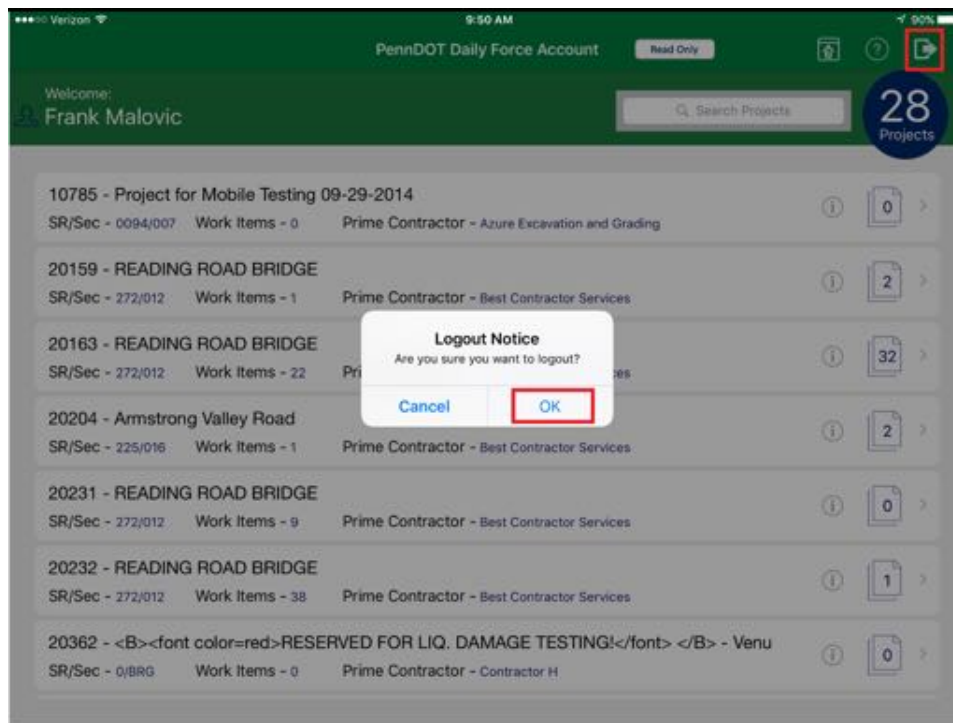 Verizon 9:50 AM 90%
PennDOT Daily Force Account Read Only
Welcome:
Frank Malovic
Search Projects
28
Projects
10785 - Project for Mobile Testing 09-29-2014
SR/Sec - 0094/007 Work Items - 0 Prime Contractor - Azure Excavation and Grading
0
20159 - READING ROAD BRIDGE
SR/Sec - 272/012 Work Items - 1 Prime Contractor - Best Contractor Services
2
20163 - READING ROAD BRIDGE
SR/Sec - 272/012 Work Items - 22 Pri ces
32
Logout Notice
Are you sure you want to logout?
Cancel OK
20204 - Armstrong Valley Road
SR/Sec - 225/016 Work Items - 1 Prime Contractor - Best Contractor Services
2
20231 - READING ROAD BRIDGE
SR/Sec - 272/012 Work Items - 9 Prime Contractor - Best Contractor Services
0
20232 - READING ROAD BRIDGE
SR/Sec - 272/012 Work Items - 38 Prime Contractor - Best Contractor Services
1
20362 - <B><font color=red>RESERVED FOR LIQ. DAMAGE TESTING!</font> </B> - Venu
SR/Sec - 0/BRG Work Items - 0 Prime Contractor - Contractor H
0